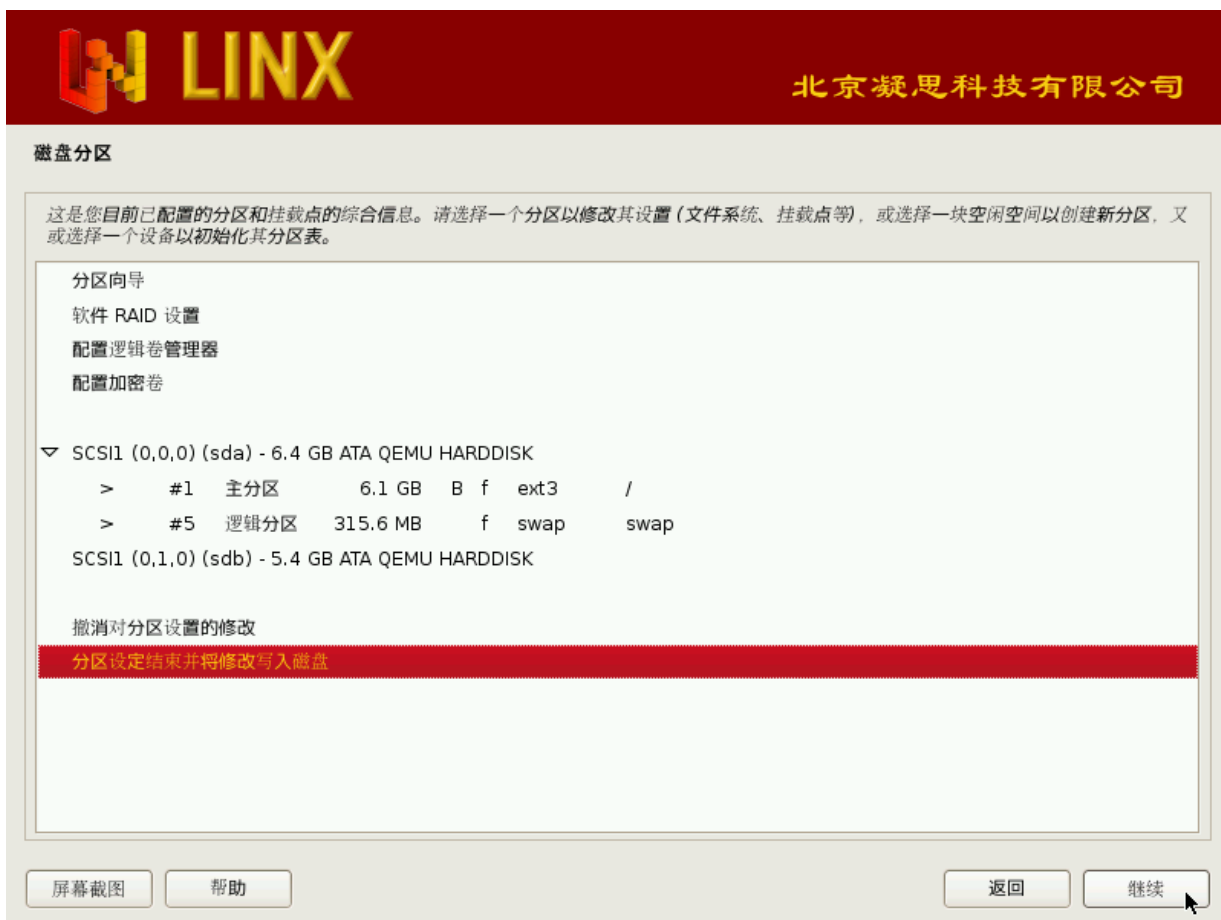 LINX
北京凝思科技有限公司
磁盘分区
这是您目前已配置的分区和挂载点的综合信息。请选择一个分区以修改其设置 (文件系统、挂载点等)，或选择一块空闲空间以创建新分区，又
或选择一个设备以初始化其分区表。
分区向导
软件 RAID 设置
配置逻辑卷管理器
配置加密卷
SCSI1 (0,0,0) (sda) - 6.4 GB ATA QEMU HARDDISK
> #1 主分区 6.1 GB B f ext3 /
> #5 逻辑分区 315.6 MB f swap swap
SCSI1 (0,1,0) (sdb) - 5.4 GB ATA QEMU HARDDISK
撤消对分区设置的修改
分区设定结束并将修改写入磁盘
屏幕截图 帮助 返回 继续